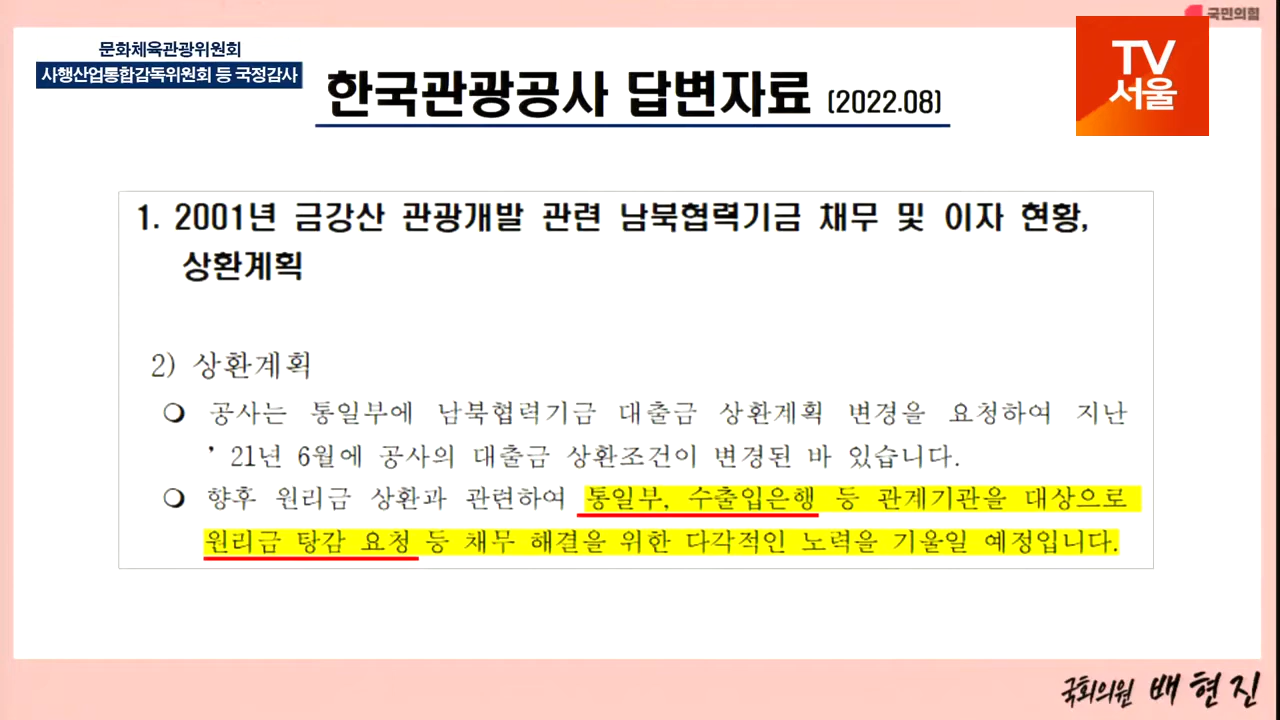 국민의힘
TV
서울
문화체육관광위원회
사행산업통합감독위원회 등 국정감사
한국관광공사 답변자료 (2022.08)
1. 2001년 금강산 관광개발 관련 남북협력기금 채무 및 이자 현황,
상환계획
2) 상환계획
❍ 공사는 통일부에 남북협력기금 대출금 상환계획 변경을 요청하여 지난
’21년 6월에 공사의 대출금 상환조건이 변경된 바 있습니다.
❍ 향후 원리금 상환과 관련하여 통일부, 수출입은행 등 관계기관을 대상으로
원리금 탕감 요청 등 채무 해결을 위한 다각적인 노력을 기울일 예정입니다.
국회의원 배현진